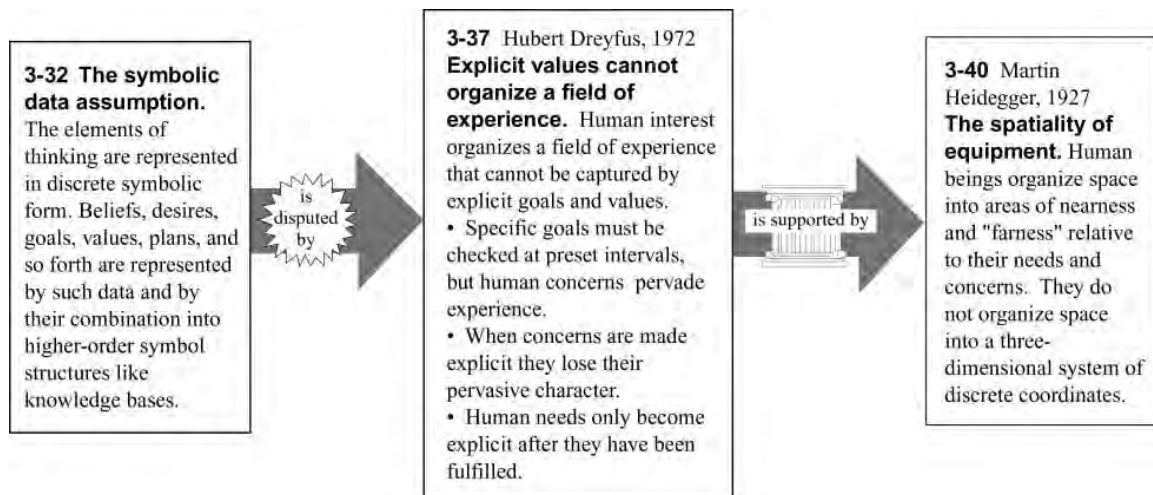 3-32 The symbolic
data assumption.
The elements of
thinking are represented
in discrete symbolic
form. Beliefs, desires,
goals, values, plans, and
so forth are represented
by such data and by
their combination into
higher-order symbol
structures like
knowledge bases.
is
disputed
by
3-37 Hubert Dreyfus, 1972
Explicit values cannot
organize a field of
experience. Human interest
organizes a field of experience
that cannot be captured by
explicit goals and values.
• Specific goals must be
checked at preset intervals,
but human concerns pervade
experience.
• When concerns are made
explicit they lose their
pervasive character.
• Human needs only become
explicit after they have been
fulfilled.
is supported by
3-40 Martin
Heidegger, 1927
The spatiality of
equipment. Human
beings organize space
into areas of nearness
and "farness" relative
to their needs and
concerns. They do
not organize space
into a three-
dimensional system of
discrete coordinates.